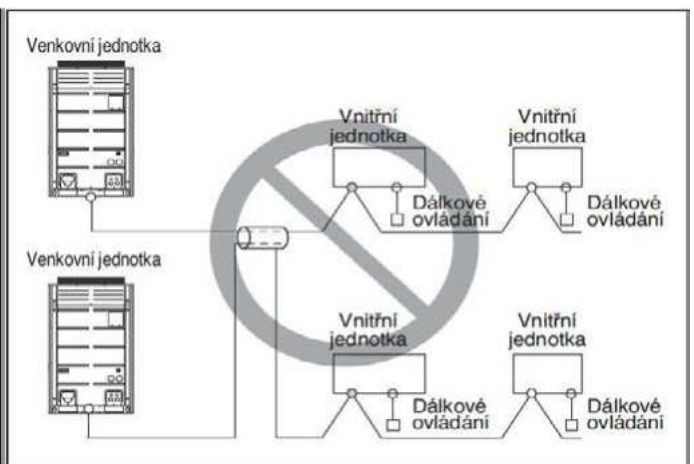 Venkovní jednotka
Vnitřní
jednotka
Vnitřní
jednotka
Dálkové
ovládání
Dálkové
ovládání
Venkovní jednotka
Vnitřní
jednotka
Vnitřní
jednotka
Dálkové
ovládání
Dálkové
ovládání